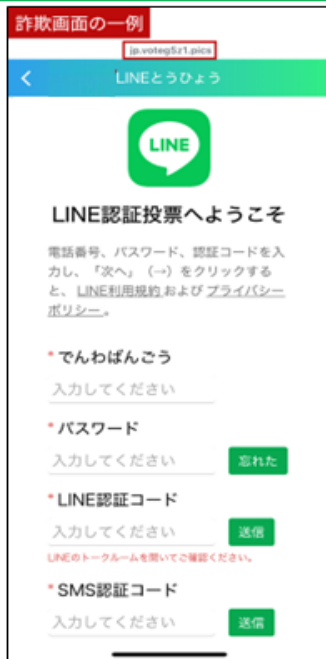 詐欺画面の一例
jp.voteg5z1.pics
LINEとうひょう
LINE
LINE認証投票へようこそ
電話番号、パスワード、認証コードを入
力し、「次へ」（→）をクリックする
と、LINE利用規約 および プライバシー
ポリシー 。
* でんわばんごう
入力してください
* パスワード
入力してください
忘れた
* LINE認証コード
入力してください
送信
LINEのトークルームを開いてご確認ください。
* SMS認証コード
入力してください
送信